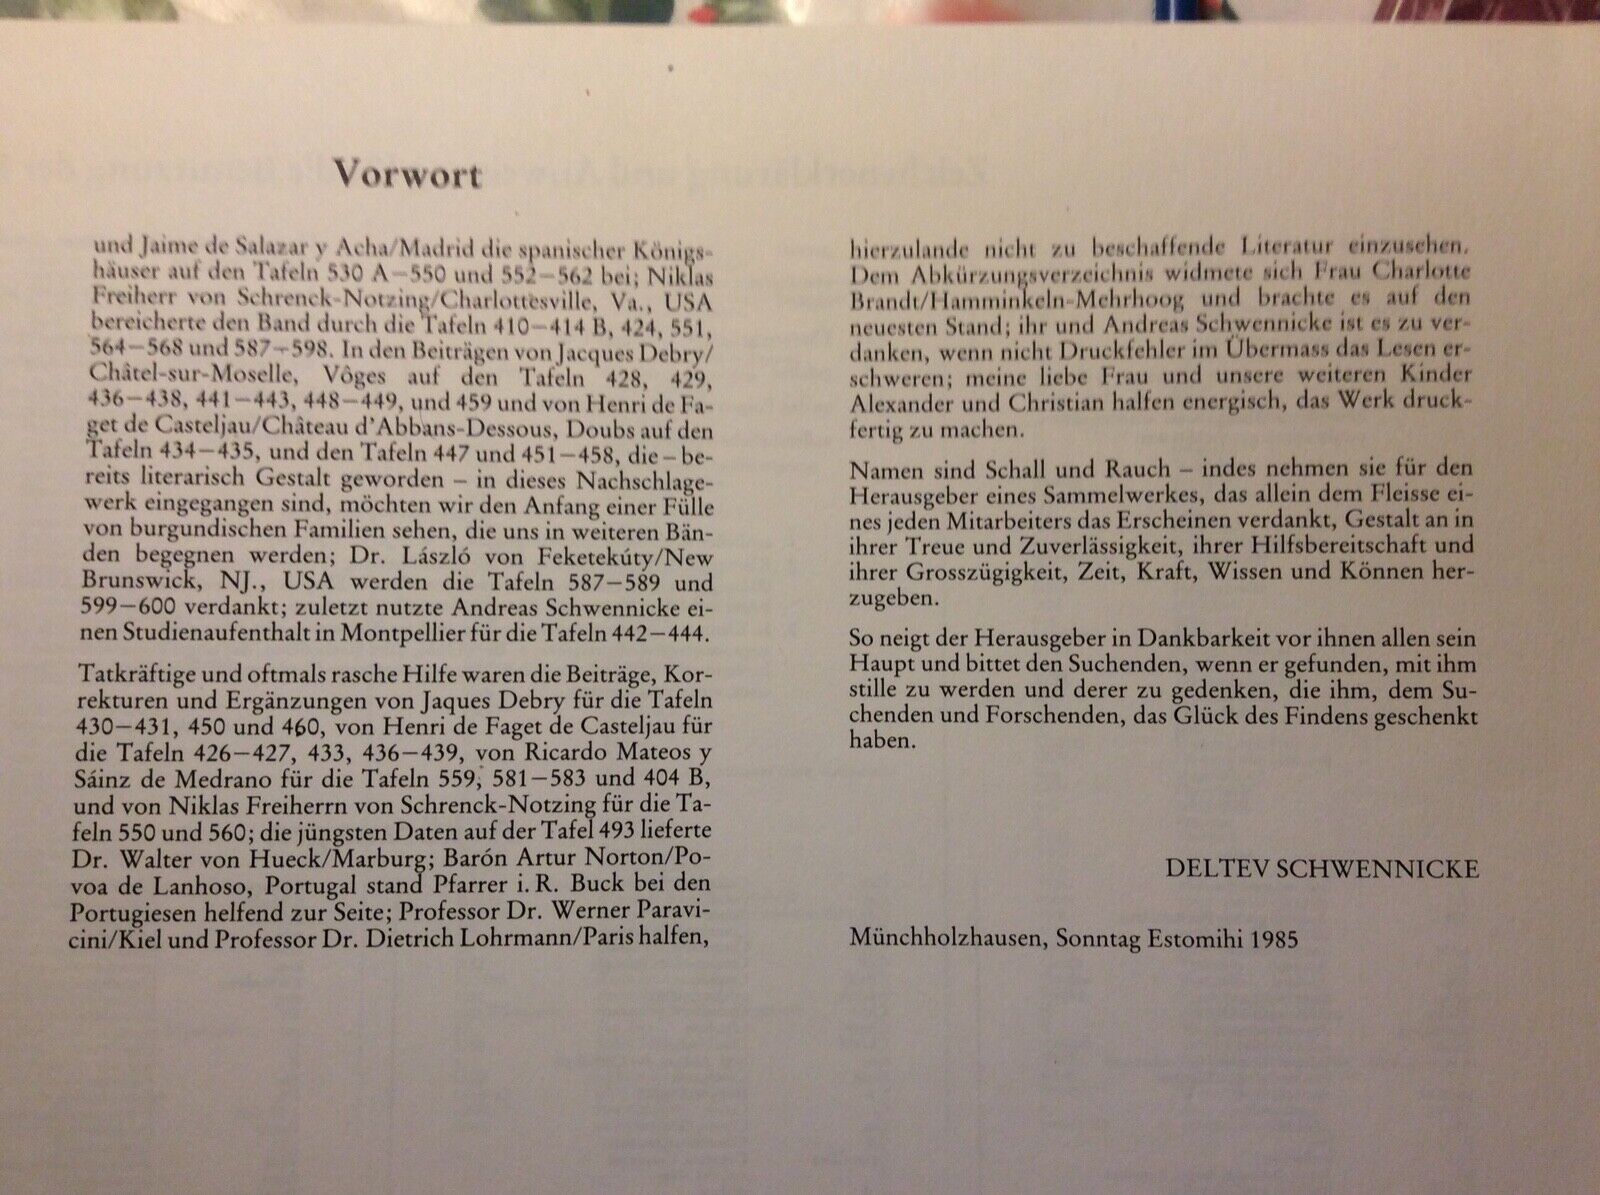 Vorwort
und Jaime de Salazar y Acha/Madrid die spanischer Königs-
häuser auf den Tafeln 530 A–550 und 552–562 bei; Niklas
Freiherr von Schrenck-Notzing/Charlottesville, Va., USA
bereicherte den Band durch die Tafeln 410–414 B, 424, 551,
564–568 und 587–598. In den Beiträgen von Jacques Debry/
Châtel-sur-Moselle, Vôges auf den Tafeln 428, 429,
436–438, 441–443, 448–449, und 459 und von Henri de Fa-
get de Casteljau/Château d'Abbans-Dessous, Doubs auf den
Tafeln 434–435, und den Tafeln 447 und 451–458, die – be-
reits literarisch Gestalt geworden – in dieses Nachschlage-
werk eingegangen sind, möchten wir den Anfang einer Fülle
von burgundischen Familien sehen, die uns in weiteren Bän-
den begegnen werden; Dr. László von Feketekúty/New
Brunswick, NJ., USA werden die Tafeln 587–589 und
599–600 verdankt; zuletzt nutzte Andreas Schwennicke ei-
nen Studienaufenthalt in Montpellier für die Tafeln 442–444.
Tatkräftige und oftmals rasche Hilfe waren die Beiträge, Kor-
rekturen und Ergänzungen von Jaques Debry für die Tafeln
430–431, 450 und 460, von Henri de Faget de Casteljau für
die Tafeln 426–427, 433, 436–439, von Ricardo Mateos y
Sáinz de Medrano für die Tafeln 559, 581–583 und 404 B,
und von Niklas Freiherrn von Schrenck-Notzing für die Ta-
feln 550 und 560; die jüngsten Daten auf der Tafel 493 lieferte
Dr. Walter von Hueck/Marburg; Barón Artur Norton/Po-
voa de Lanhoso, Portugal stand Pfarrer i. R. Buck bei den
Portugiesen helfend zur Seite; Professor Dr. Werner Paravi-
cini/Kiel und Professor Dr. Dietrich Lohrmann/Paris halfen,
hierzulande nicht zu beschaffende Literatur einzusehen.
Dem Abkürzungsverzeichnis widmete sich Frau Charlotte
Brandt/Hamminkeln-Mehrhoog und brachte es auf den
neuesten Stand; ihr und Andreas Schwennicke ist es zu ver-
danken, wenn nicht Druckfehler im Übermass das Lesen er-
schweren; meine liebe Frau und unsere weiteren Kinder
Alexander und Christian halfen energisch, das Werk druck-
fertig zu machen.
Namen sind Schall und Rauch – indes nehmen sie für den
Herausgeber eines Sammelwerkes, das allein dem Fleisse ei-
nes jeden Mitarbeiters das Erscheinen verdankt, Gestalt an in
ihrer Treue und Zuverlässigkeit, ihrer Hilfsbereitschaft und
ihrer Grosszügigkeit, Zeit, Kraft, Wissen und Können her-
zugeben.
So neigt der Herausgeber in Dankbarkeit vor ihnen allen sein
Haupt und bittet den Suchenden, wenn er gefunden, mit ihm
stille zu werden und derer zu gedenken, die ihm, dem Su-
chenden und Forschenden, das Glück des Findens geschenkt
haben.
DELTEV SCHWENNICKE
Münchholzhausen, Sonntag Estomihi 1985